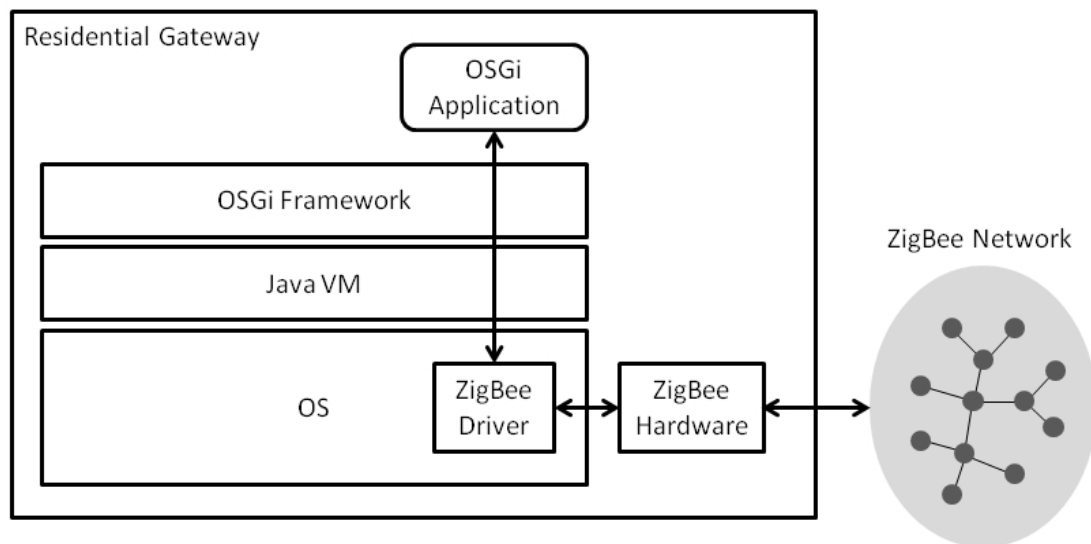 Residential Gateway
OSGi
Application
OSGi Framework
Java VM
OS
ZigBee
Driver
ZigBee
Hardware
ZigBee Network